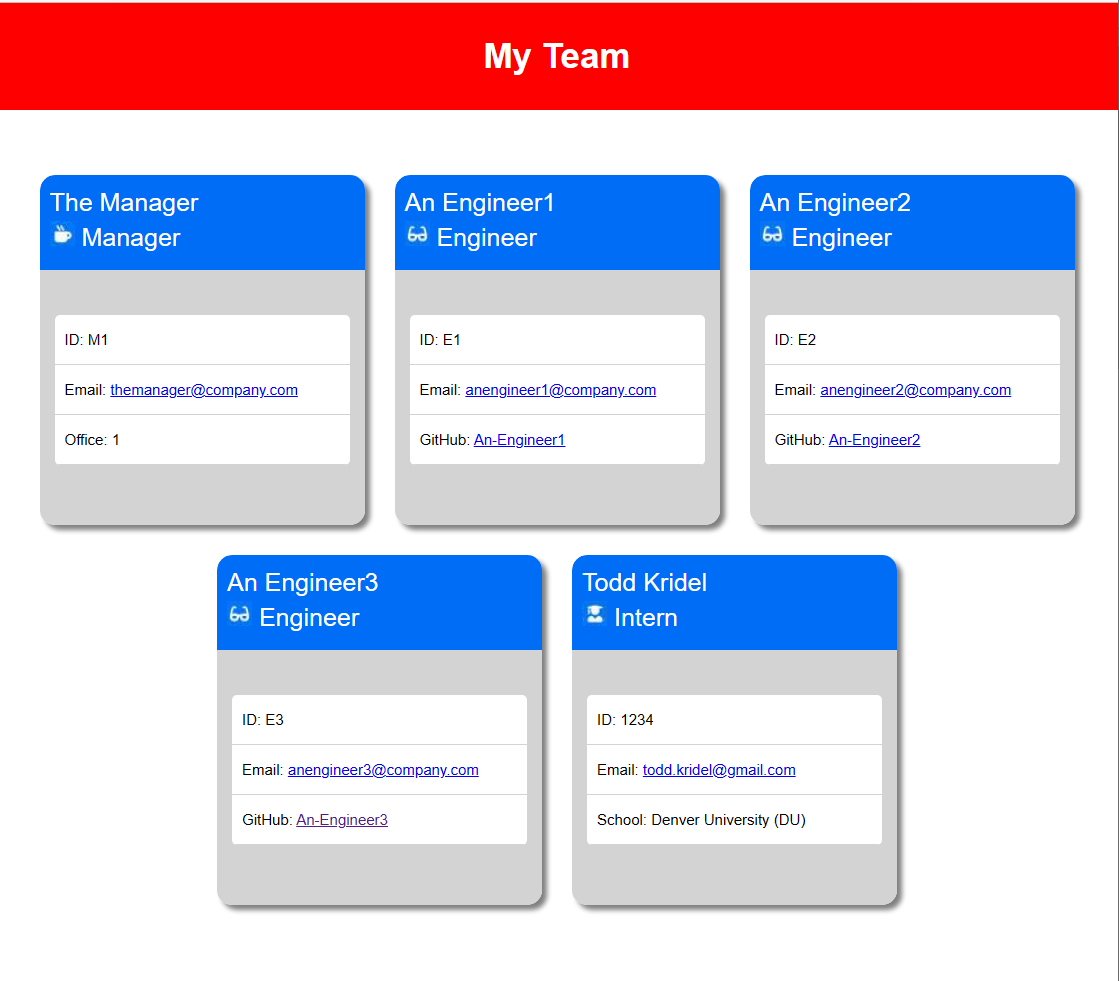 My Team
The Manager
Manager
ID: M1
Email: themanager@company.com
Office: 1
An Engineer1
Engineer
ID: E1
Email: anengineer1@company.com
GitHub: An-Engineer1
An Engineer2
Engineer
ID: E2
Email: anengineer2@company.com
GitHub: An-Engineer2
An Engineer3
Engineer
ID: E3
Email: anengineer3@company.com
GitHub: An-Engineer3
Todd Kridel
Intern
ID: 1234
Email: todd.kridel@gmail.com
School: Denver University (DU)